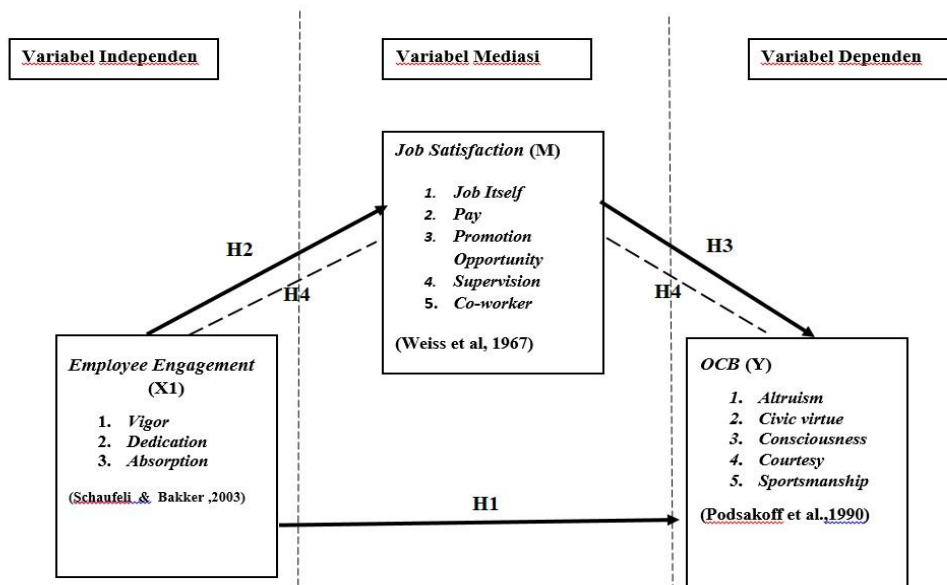 Variabel Independen
Variabel Mediasi
Variabel Dependen
Job Satisfaction (M)
1. Job Itself
2. Pay
3. Promotion
Opportunity
4. Supervision
5. Co-worker
(Weiss et al, 1967)
H2
H4
H3
H4
Employee Engagement
(X1)
1. Vigor
2. Dedication
3. Absorption
(Schaufeli & Bakker ,2003)
OCB (Y)
1. Altruism
2. Civic virtue
3. Consciousness
4. Courtesy
5. Sportsmanship
(Podsakoff et al.,1990)
H1